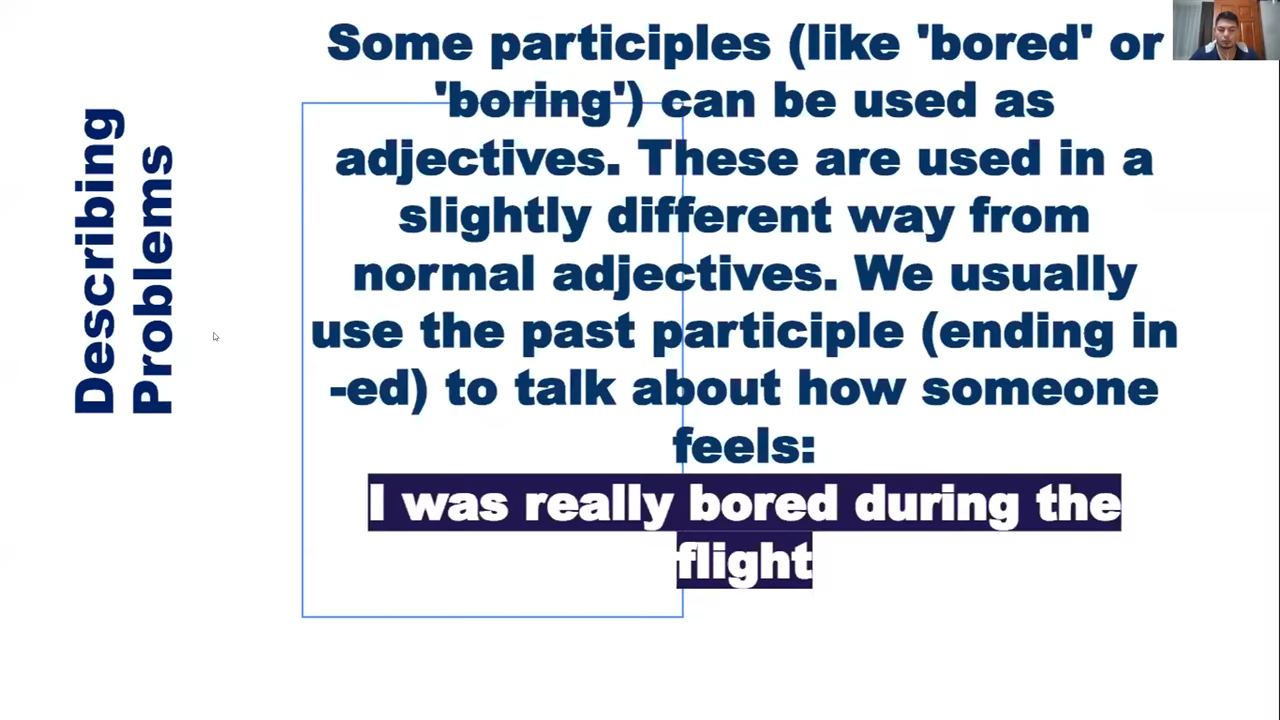 Describing
Problems
Some participles (like 'bored' or
'boring') can be used as
adjectives. These are used in a
slightly different way from
normal adjectives. We usually
use the past participle (ending in
-ed) to talk about how someone
feels:
I was really bored during the
flight